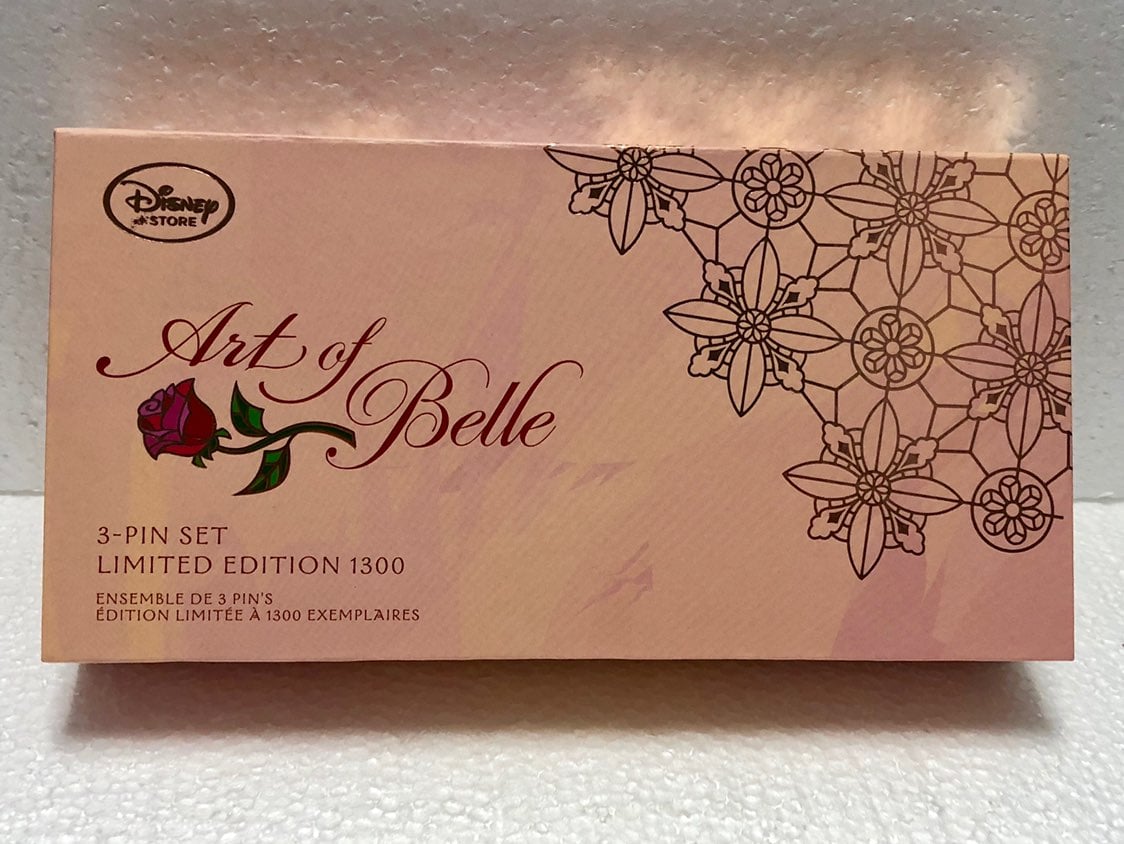 Disney
STORE
Art of
Belle
3-PIN SET
LIMITED EDITION 1300
ENSEMBLE DE 3 PIN'S
ÉDITION LIMITÉE À 1300 EXEMPLAIRES